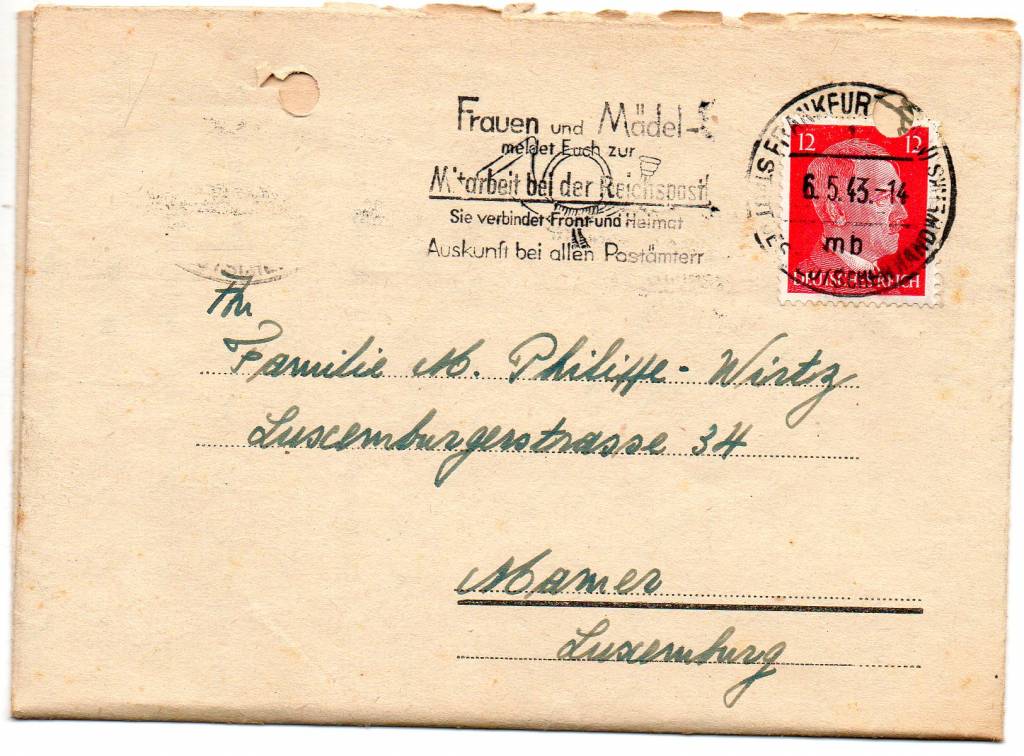 Frauen und Mädel
meldet Euch zur
Mitarbeit bei der Reichspost
Sie verbindet Front und Heimat
Auskunft bei allen Postämtern
FRANKFUR
12 12
6.5.43.-14
mb
DEUTSCHES REICH
An
Familie M. Philippe-Wirtz
Luxemburgerstrasse 34
Mamer
Luxemburg